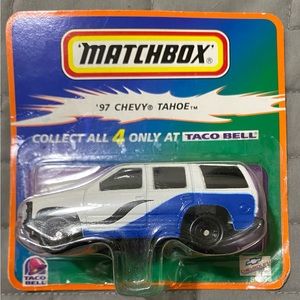 MATCHBOX®
'97 CHEVY® TAHOE™
COLLECT ALL 4 ONLY AT TACO BELL
TACO
BELL